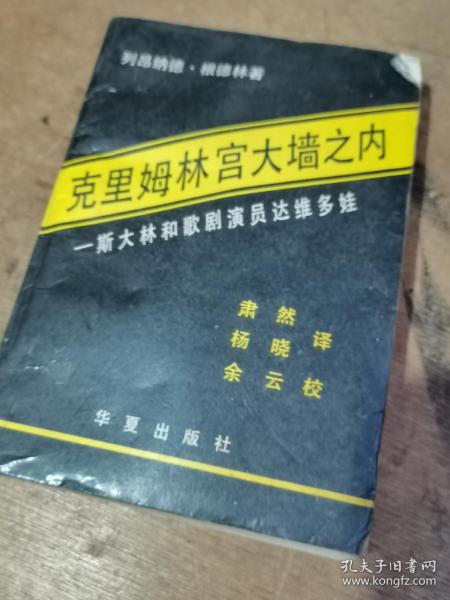 列昂纳德·根德林著
克里姆林宫大墙之内
—斯大林和歌剧演员达维多娃
肃然
杨晓 译
余云校
华夏出版社
孔夫子旧书网
www.kongfz.com